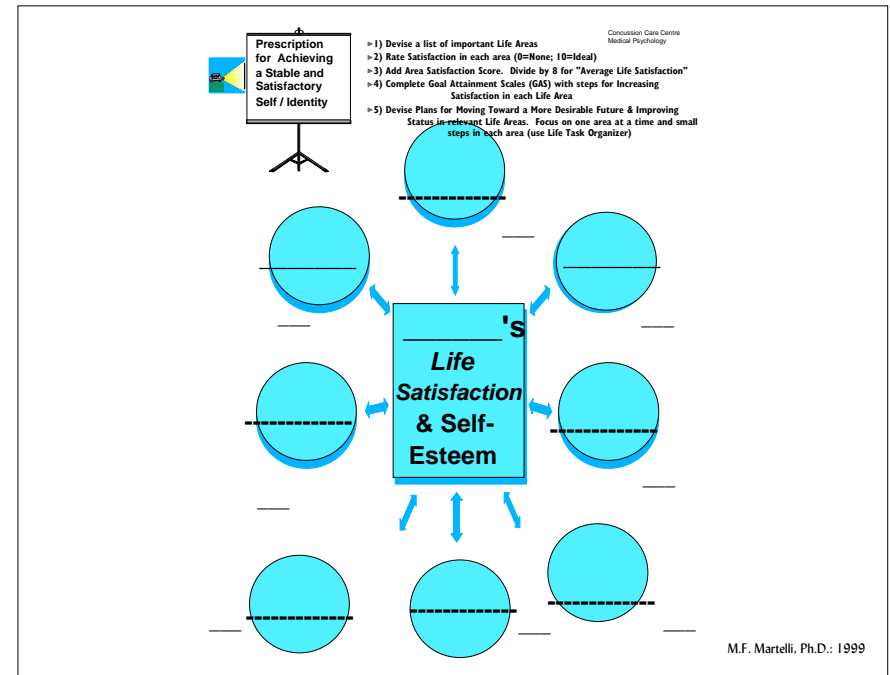 Prescription
for Achieving
a Stable and
Satisfactory
Self / Identity
1) Devise a list of important Life Areas
2) Rate Satisfaction in each area (0=None; 10=Ideal)
3) Add Area Satisfaction Score. Divide by 8 for "Average Life Satisfaction"
4) Complete Goal Attainment Scales (GAS) with steps for Increasing
Satisfaction in each Life Area
5) Devise Plans for Moving Toward a More Desirable Future & Improving
Status in relevant Life Areas. Focus on one area at a time and small
steps in each area (use Life Task Organizer)
Concussion Care Centre
Medical Psychology
______'s
Life
Satisfaction
& Self-
Esteem
M.F. Martelli, Ph.D.: 1999